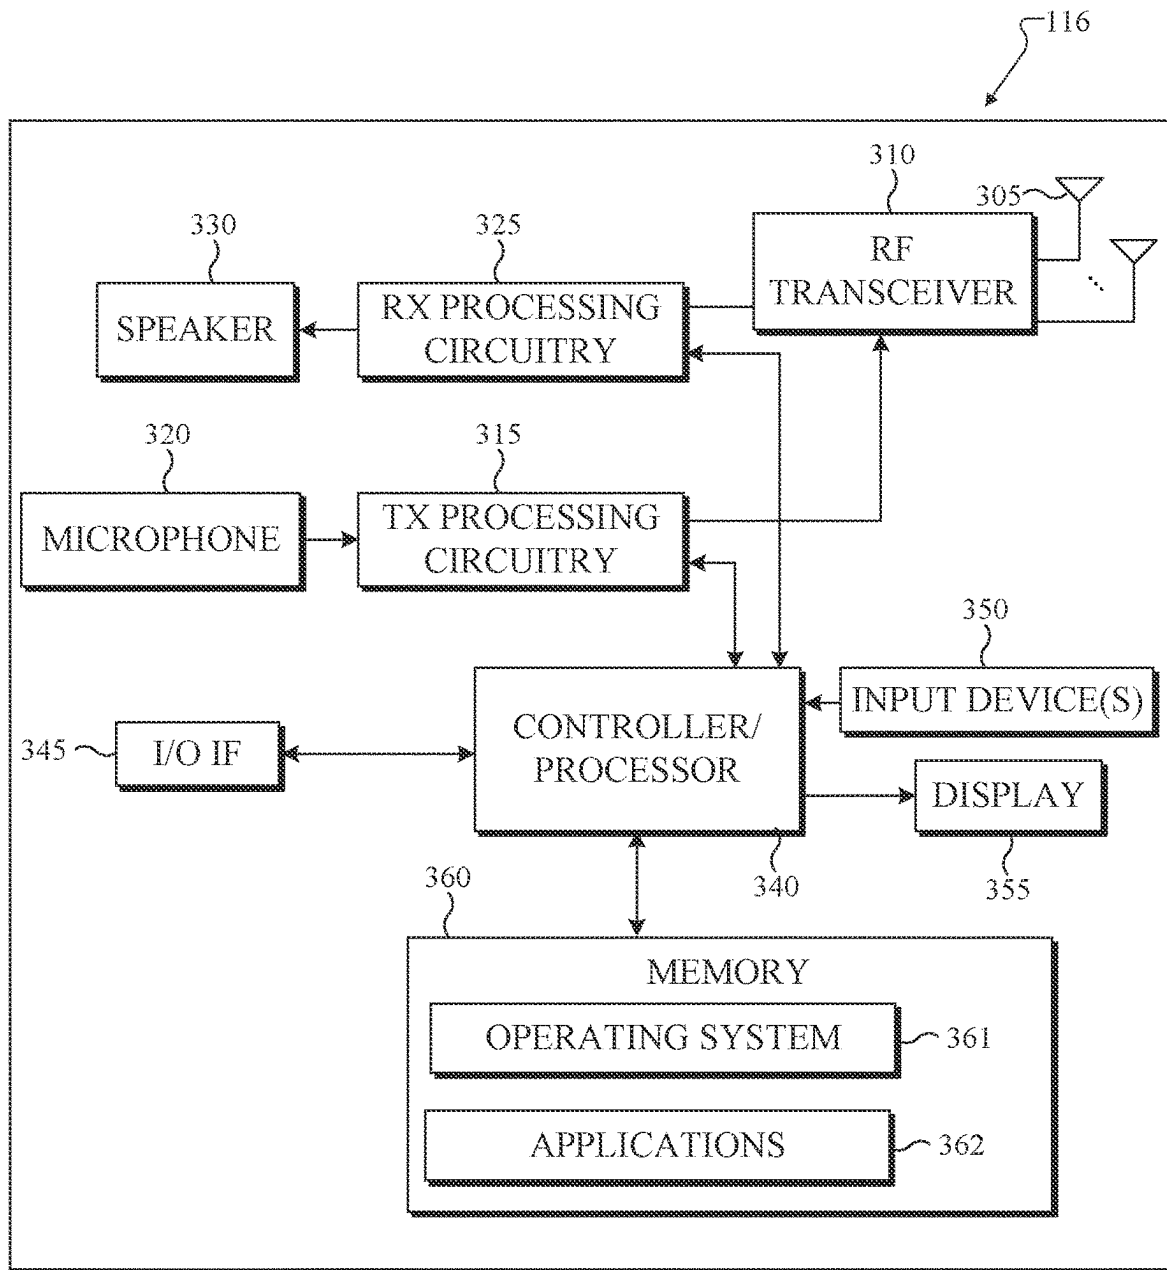 116
310
305
330
325
RF
TRANSCEIVER
SPEAKER
RX PROCESSING
CIRCUITRY
320
315
MICROPHONE
TX PROCESSING
CIRCUITRY
350
INPUT DEVICE(S)
CONTROLLER/
PROCESSOR
345
I/O IF
DISPLAY
340
355
360
MEMORY
OPERATING SYSTEM
361
APPLICATIONS
362